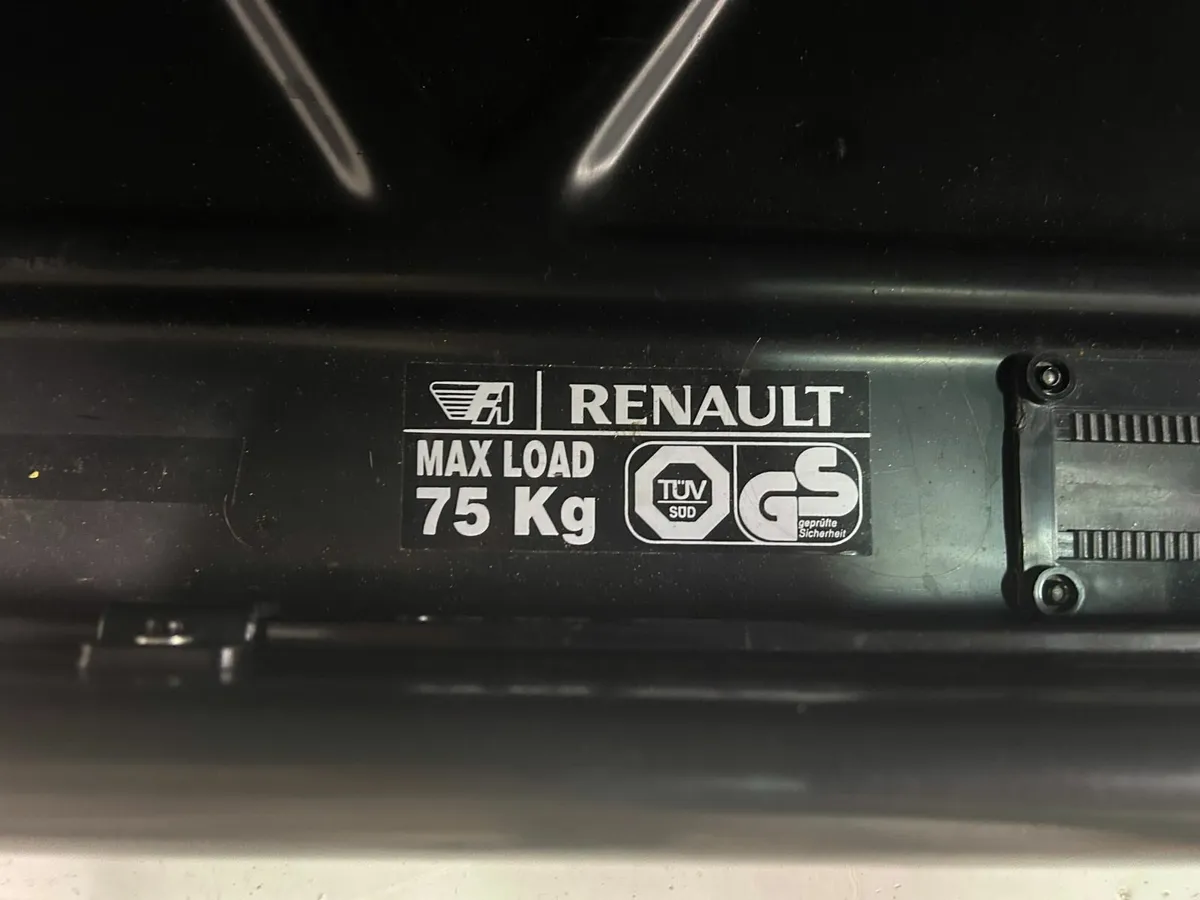 RENAULT
MAX LOAD
75 Kg
TÜV
SÜD
GS
geprüfte
Sicherheit